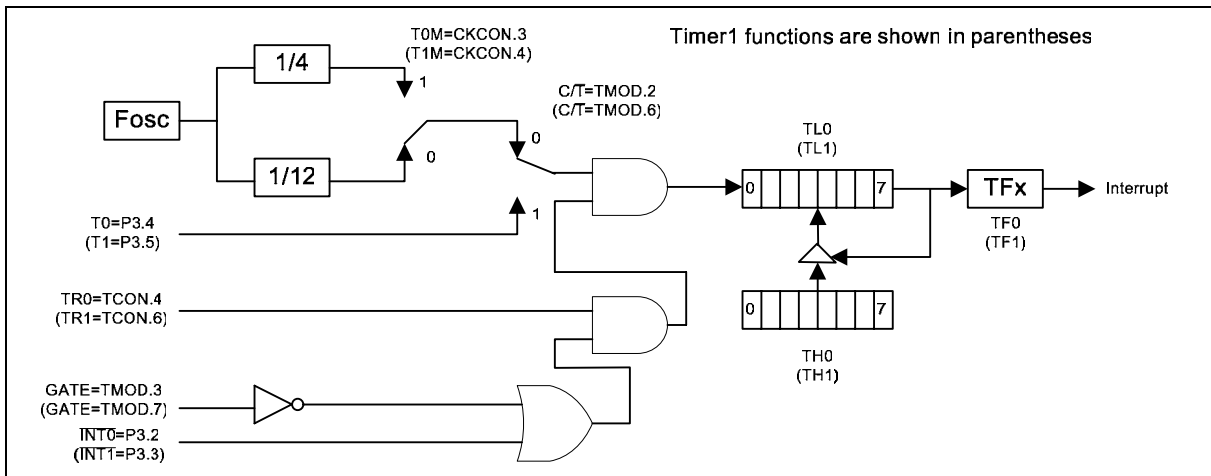 T0M=CKCON.3
(T1M=CKCON.4)
Timer1 functions are shown in parentheses
1/4
1
C/T̅=TMOD.2
(C/T̅=TMOD.6)
Fosc
0
0
TL0
(TL1)
1/12
0
7
TFx
Interrupt
TF0
(TF1)
1
T0=P3.4
(T1=P3.5)
TR0=TCON.4
(TR1=TCON.6)
0
7
TH0
(TH1)
GATE=TMOD.3
(GATE=TMOD.7)
I̅N̅T̅0̅=P3.2
(I̅N̅T̅1̅=P3.3)